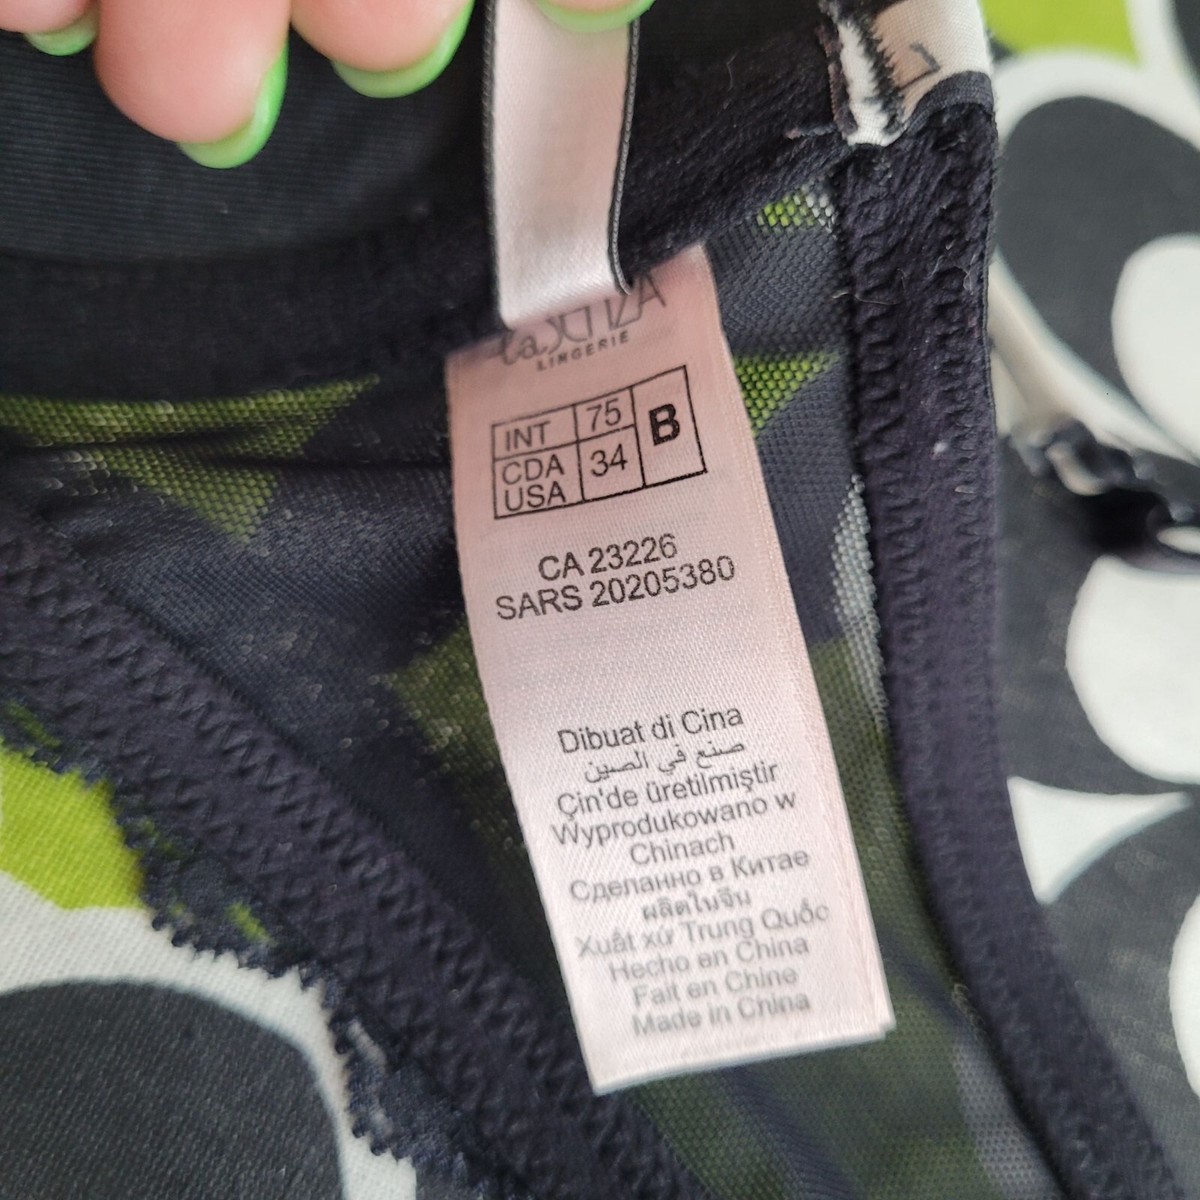 La SENZA
LINGERIE
INT 75 B
CDA USA 34
CA 23226
SARS 20205380
Dibuat di Cina
صنع في الصين
Çin'de üretilmiştir
Wyprodukowano w
Chinach
Сделанно в Китае
ผลิตในจีน
Xuất xứ Trung Quốc
Hecho en China
Fait en Chine
Made in China